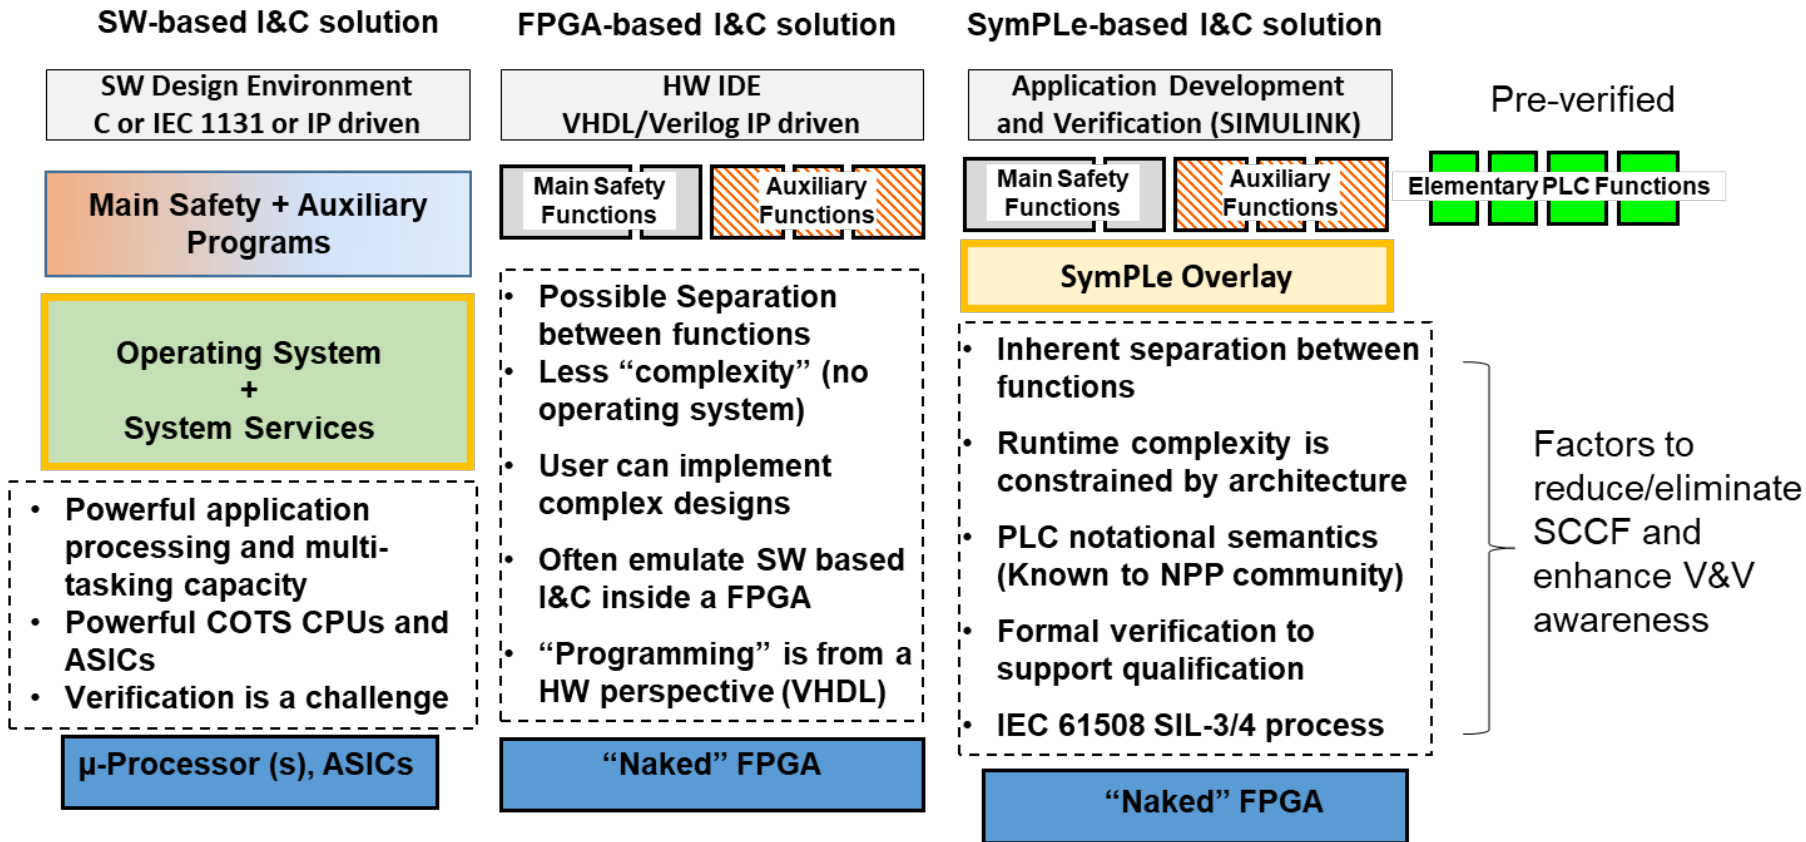 SW-based I&C solution
SW Design Environment
C or IEC 1131 or IP driven
Main Safety + Auxiliary
Programs
Operating System
+
System Services
• Powerful application
processing and multi-
tasking capacity
• Powerful COTS CPUs and
ASICs
• Verification is a challenge
µ-Processor (s), ASICs
FPGA-based I&C solution
HW IDE
VHDL/Verilog IP driven
Main Safety
Functions
Auxiliary
Functions
• Possible Separation
between functions
• Less “complexity” (no
operating system)
• User can implement
complex designs
• Often emulate SW based
I&C inside a FPGA
• “Programming” is from a
HW perspective (VHDL)
“Naked” FPGA
SymPLe-based I&C solution
Application Development
and Verification (SIMULINK)
Main Safety
Functions
Auxiliary
Functions
SymPLe Overlay
• Inherent separation between
functions
• Runtime complexity is
constrained by architecture
• PLC notational semantics
(Known to NPP community)
• Formal verification to
support qualification
• IEC 61508 SIL-3/4 process
“Naked” FPGA
Pre-verified
Elementary PLC Functions
Factors to
reduce/eliminate
SCCF and
enhance V&V
awareness